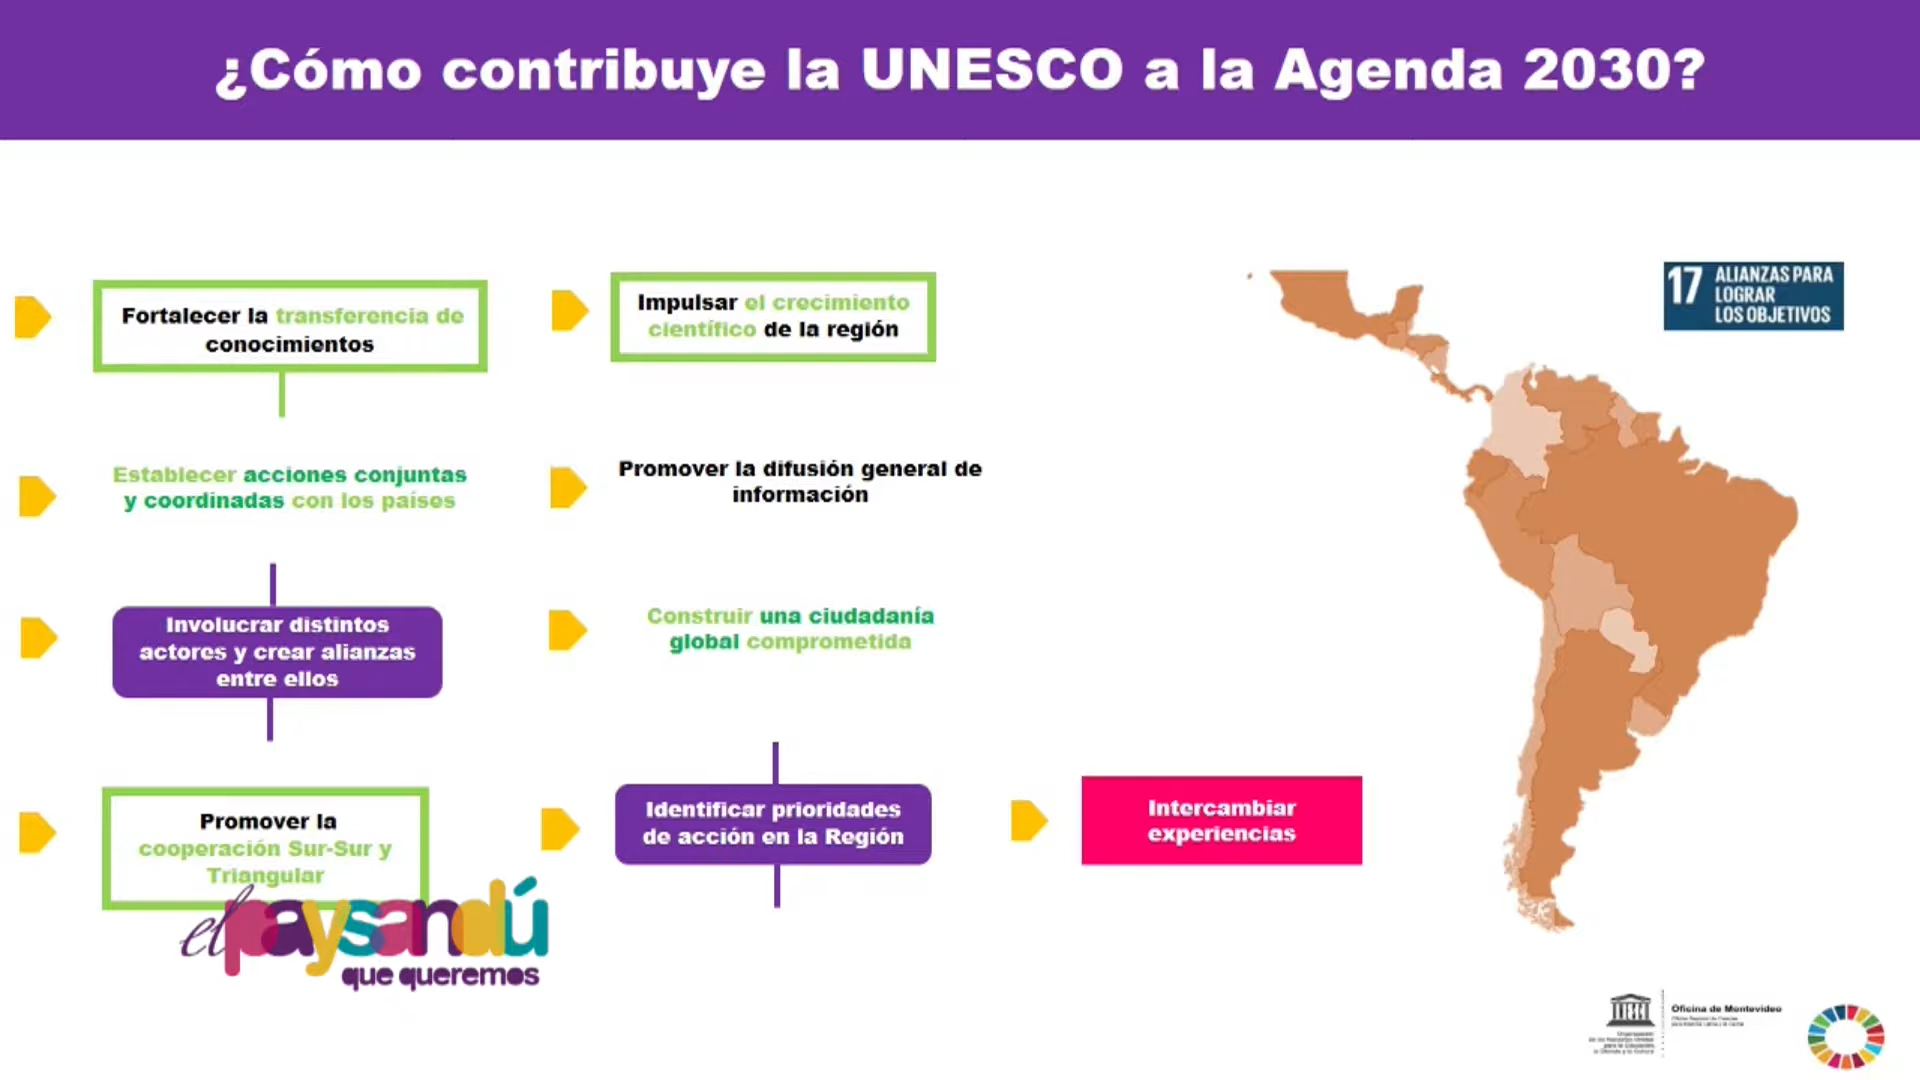 ¿Cómo contribuye la UNESCO a la Agenda 2030?
Fortalecer la transferencia de
conocimientos
Impulsar el crecimiento
científico de la región
17 ALIANZAS PARA
LOGRAR
LOS OBJETIVOS
Establecer acciones conjuntas
y coordinadas con los países
Promover la difusión general de
información
Involucrar distintos
actores y crear alianzas
entre ellos
Construir una ciudadanía
global comprometida
Promover la
cooperación Sur-Sur y
Triangular
Identificar prioridades
de acción en la Región
Intercambiar
experiencias
el paysandú
que queremos
Oficina de Montevideo